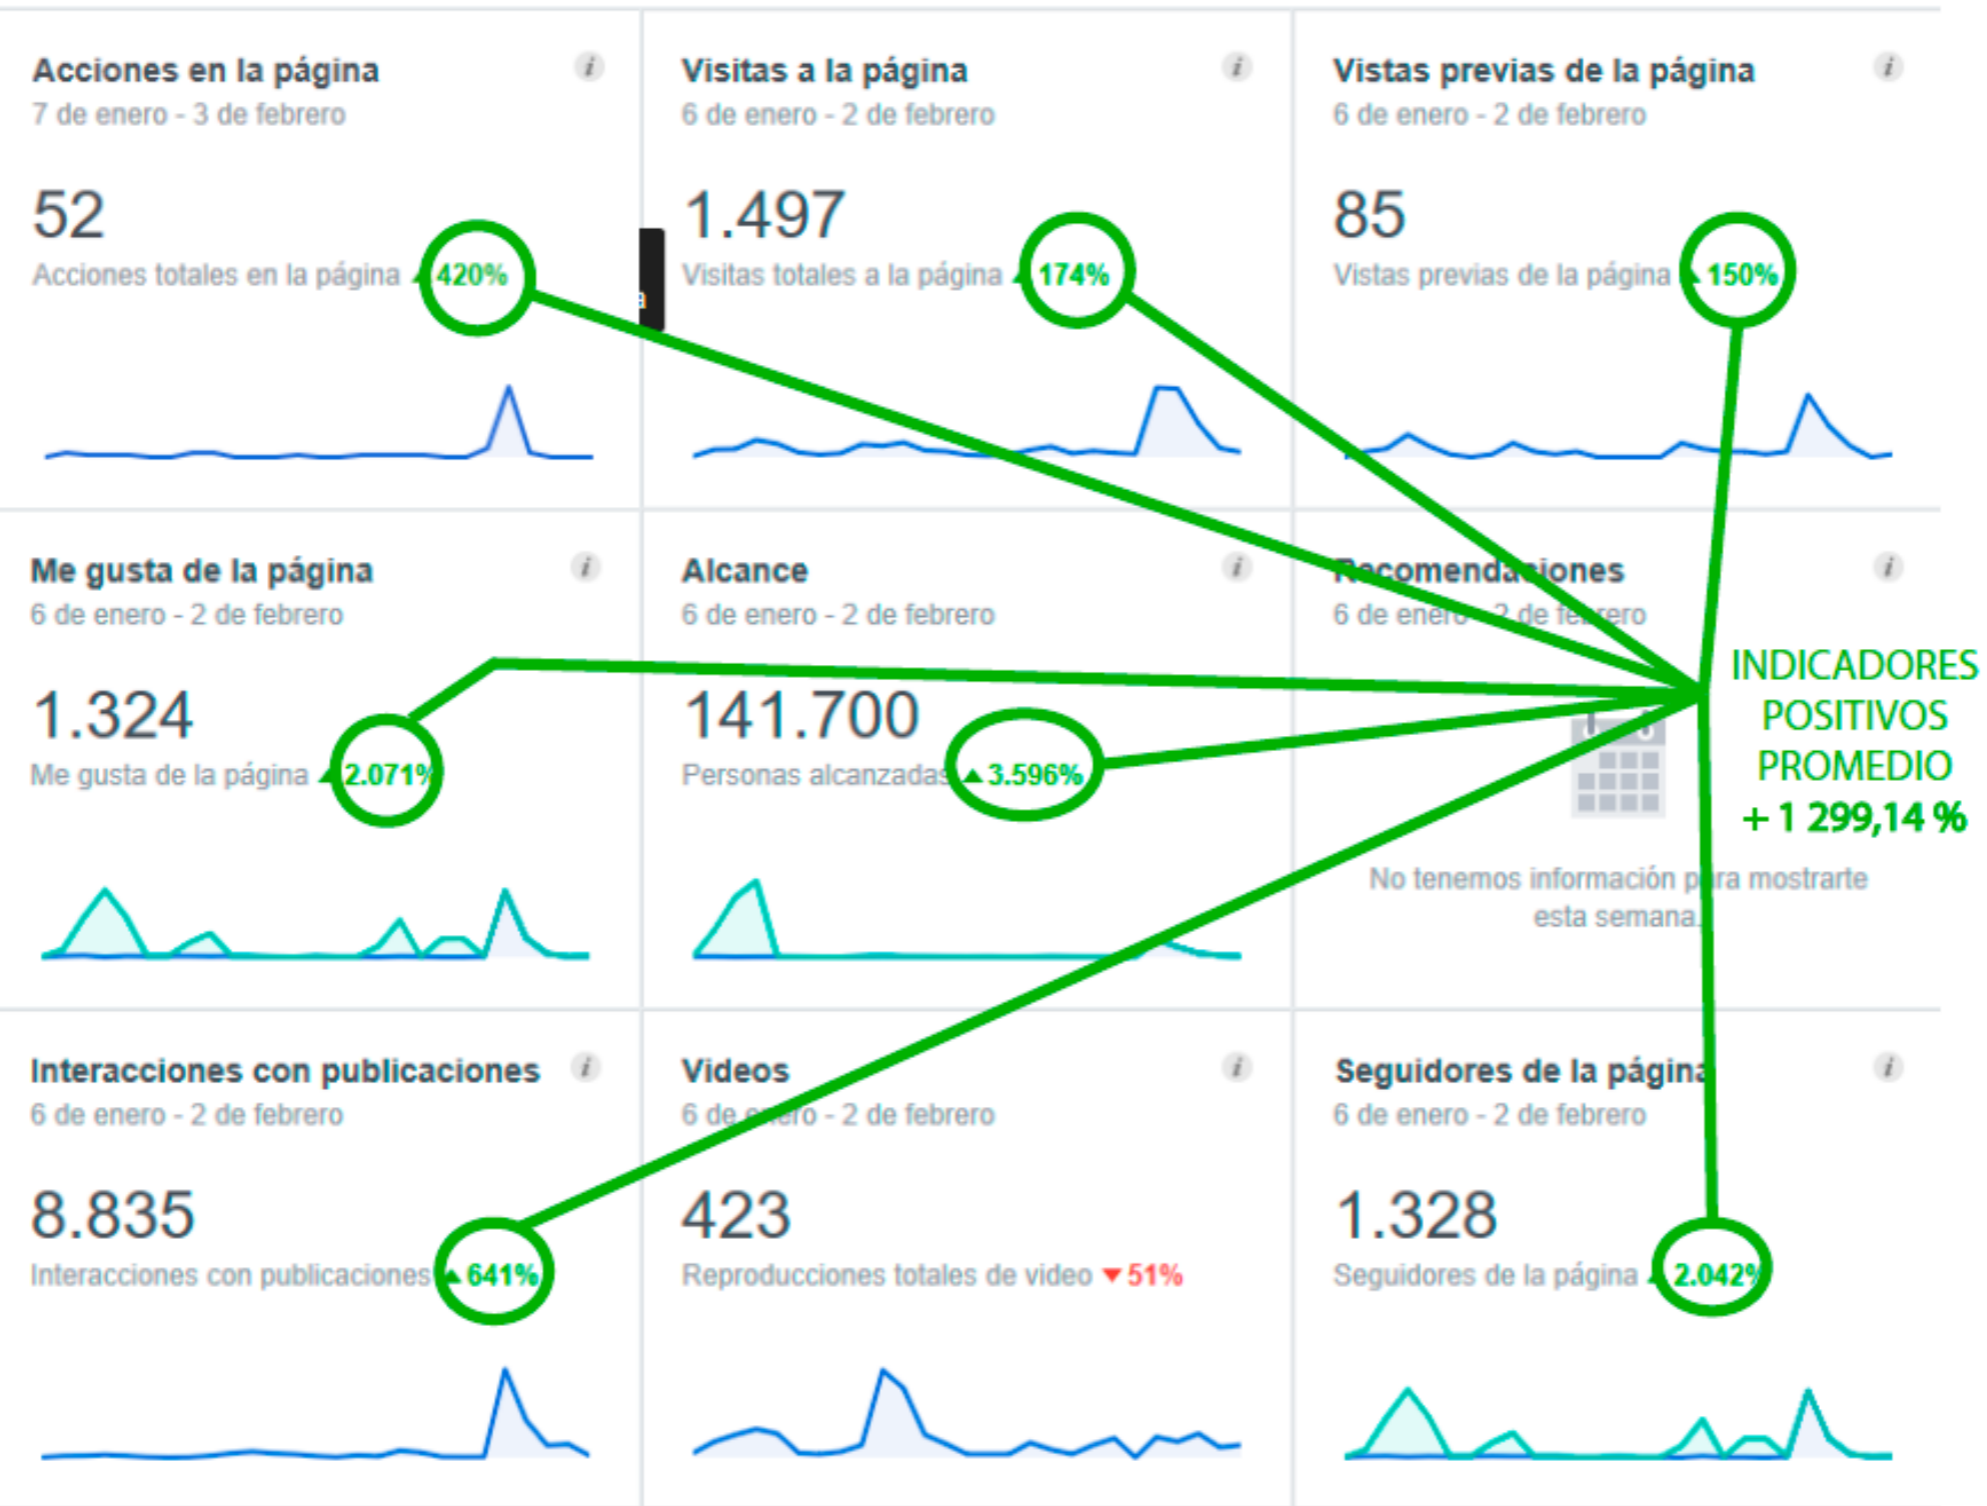 Acciones en la página
7 de enero - 3 de febrero
52
Acciones totales en la página ▲420%
Visitas a la página
6 de enero - 2 de febrero
1.497
Visitas totales a la página ▲174%
Vistas previas de la página
6 de enero - 2 de febrero
85
Vistas previas de la página ▲150%
Me gusta de la página
6 de enero - 2 de febrero
1.324
Me gusta de la página ▲2.071%
Alcance
6 de enero - 2 de febrero
141.700
Personas alcanzadas ▲3.596%
Recomendaciones
6 de enero - 2 de febrero
No tenemos información para mostrarte
esta semana.
INDICADORES
POSITIVOS
PROMEDIO
+ 1 299,14 %
Interacciones con publicaciones
6 de enero - 2 de febrero
8.835
Interacciones con publicaciones ▲641%
Videos
6 de enero - 2 de febrero
423
Reproducciones totales de video ▼51%
Seguidores de la página
6 de enero - 2 de febrero
1.328
Seguidores de la página ▲2.042%